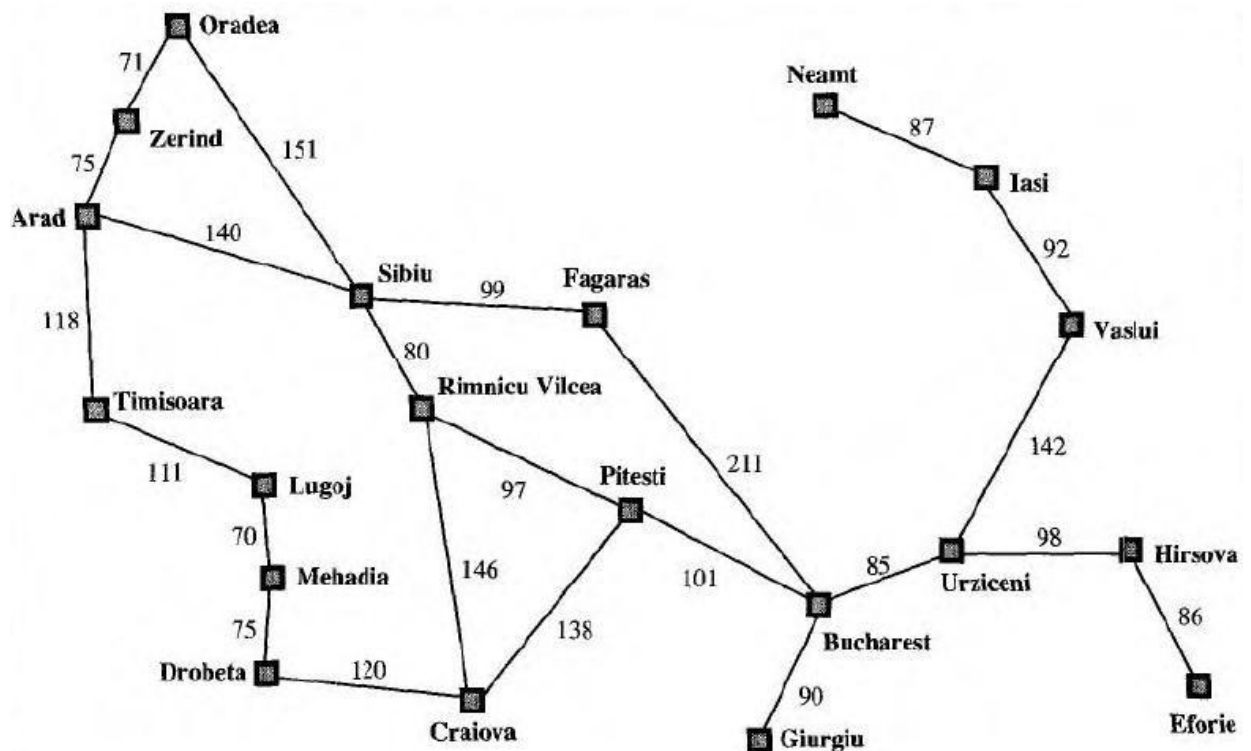 Oradea
71
Neamt
87
Zerind
151
75
Iasi
Arad
140
92
Sibiu
99
Fagaras
118
Vaslui
80
Timisoara
Rimnicu Vilcea
142
211
111
Lugoj
97
Pitesti
70
98
Hirsova
Mehadia
146
101
85
Urziceni
86
75
138
Bucharest
Drobeta
120
90
Craiova
Giurgiu
Eforie